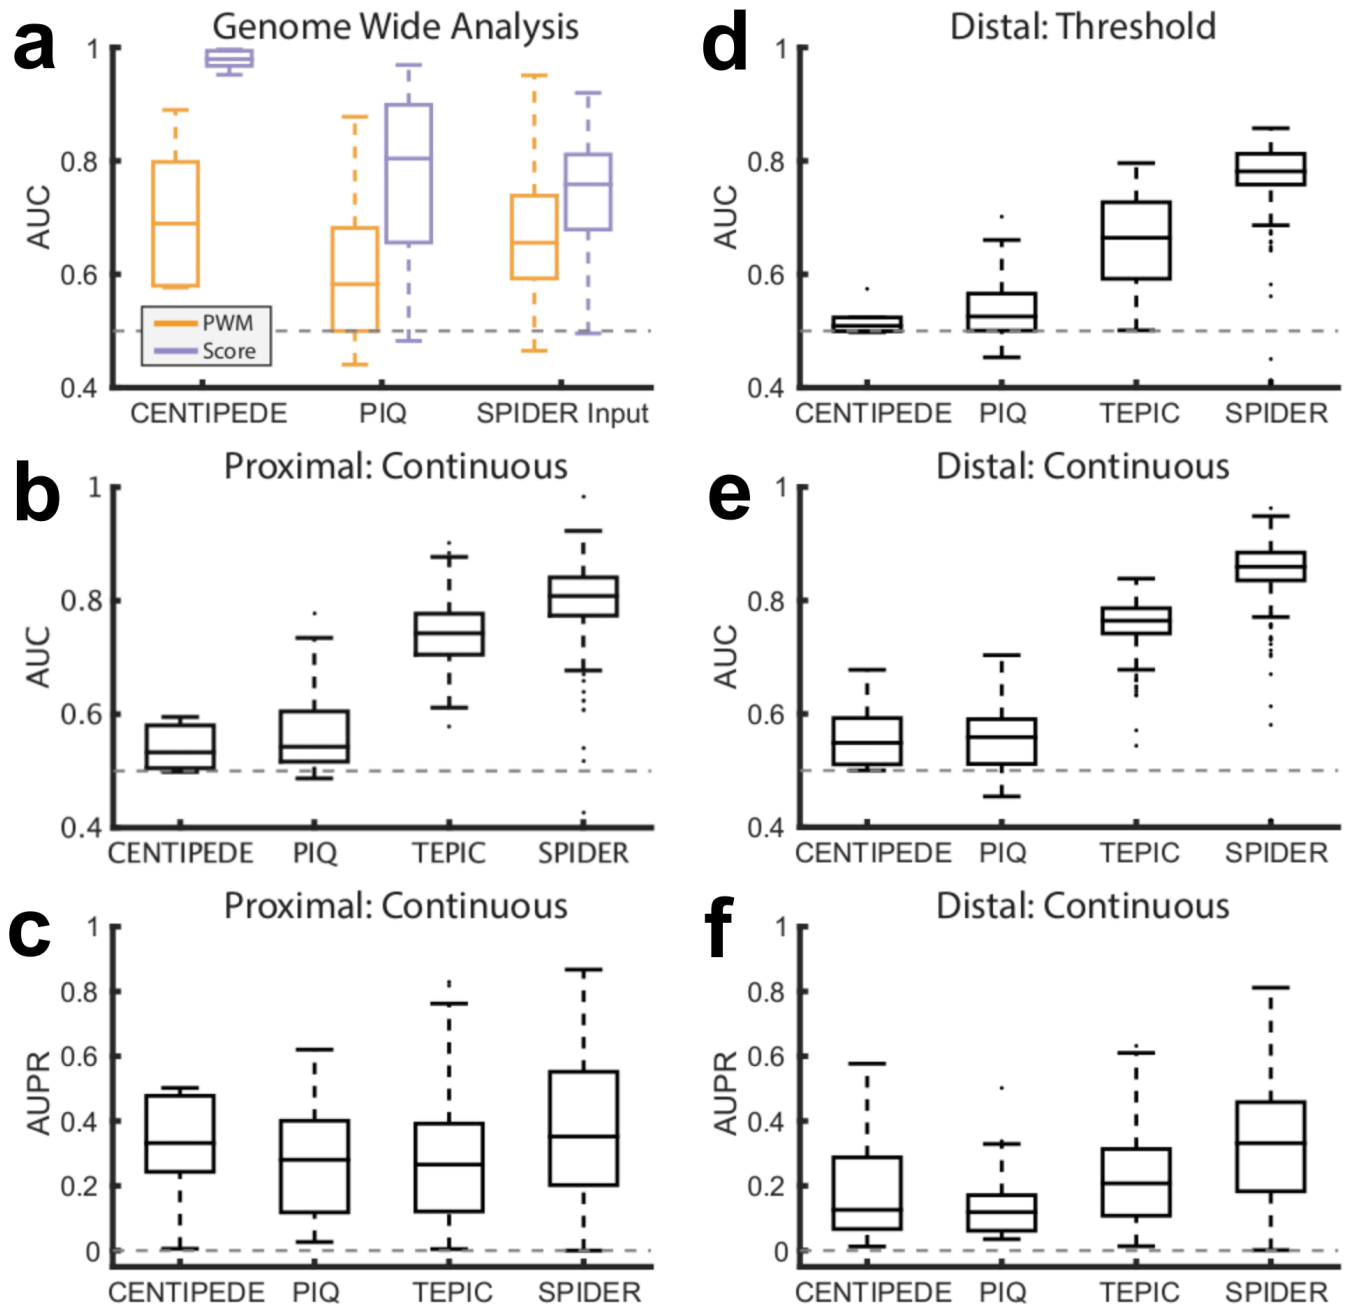 a
Genome Wide Analysis
1
0.8
0.6
0.4
AUC
PWM
Score
CENTIPEDE PIQ SPIDER Input
d
Distal: Threshold
1
0.8
0.6
0.4
AUC
CENTIPEDE PIQ TEPIC SPIDER
b
Proximal: Continuous
1
0.8
0.6
0.4
AUC
CENTIPEDE PIQ TEPIC SPIDER
e
Distal: Continuous
1
0.8
0.6
0.4
AUC
CENTIPEDE PIQ TEPIC SPIDER
c
Proximal: Continuous
1
0.8
0.6
0.4
0.2
0
AUPR
CENTIPEDE PIQ TEPIC SPIDER
f
Distal: Continuous
1
0.8
0.6
0.4
0.2
0
AUPR
CENTIPEDE PIQ TEPIC SPIDER